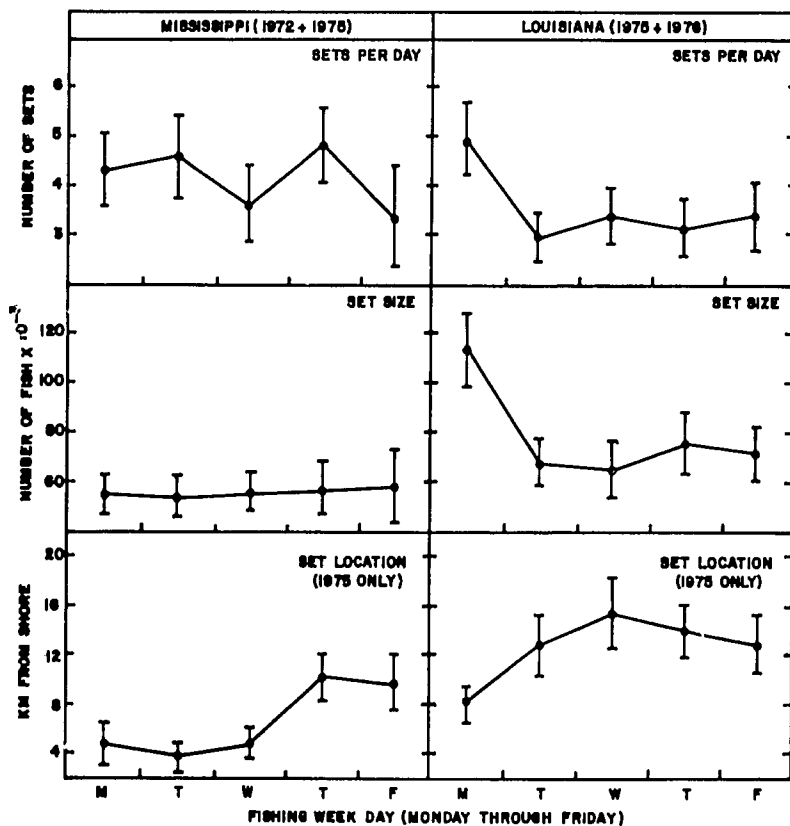 MISSISSIPPI (1972 + 1975) LOUISIANA (1975 + 1976)
SETS PER DAY SETS PER DAY
NUMBER OF SETS
6
5
4
3
SET SIZE SET SIZE
NUMBER OF FISH X
120
100
80
60
SET LOCATION SET LOCATION
(1975 ONLY) (1975 ONLY)
KM FROM SHORE
20
16
12
8
4
M T W T F M T W T F
FISHING WEEK DAY (MONDAY THROUGH FRIDAY)